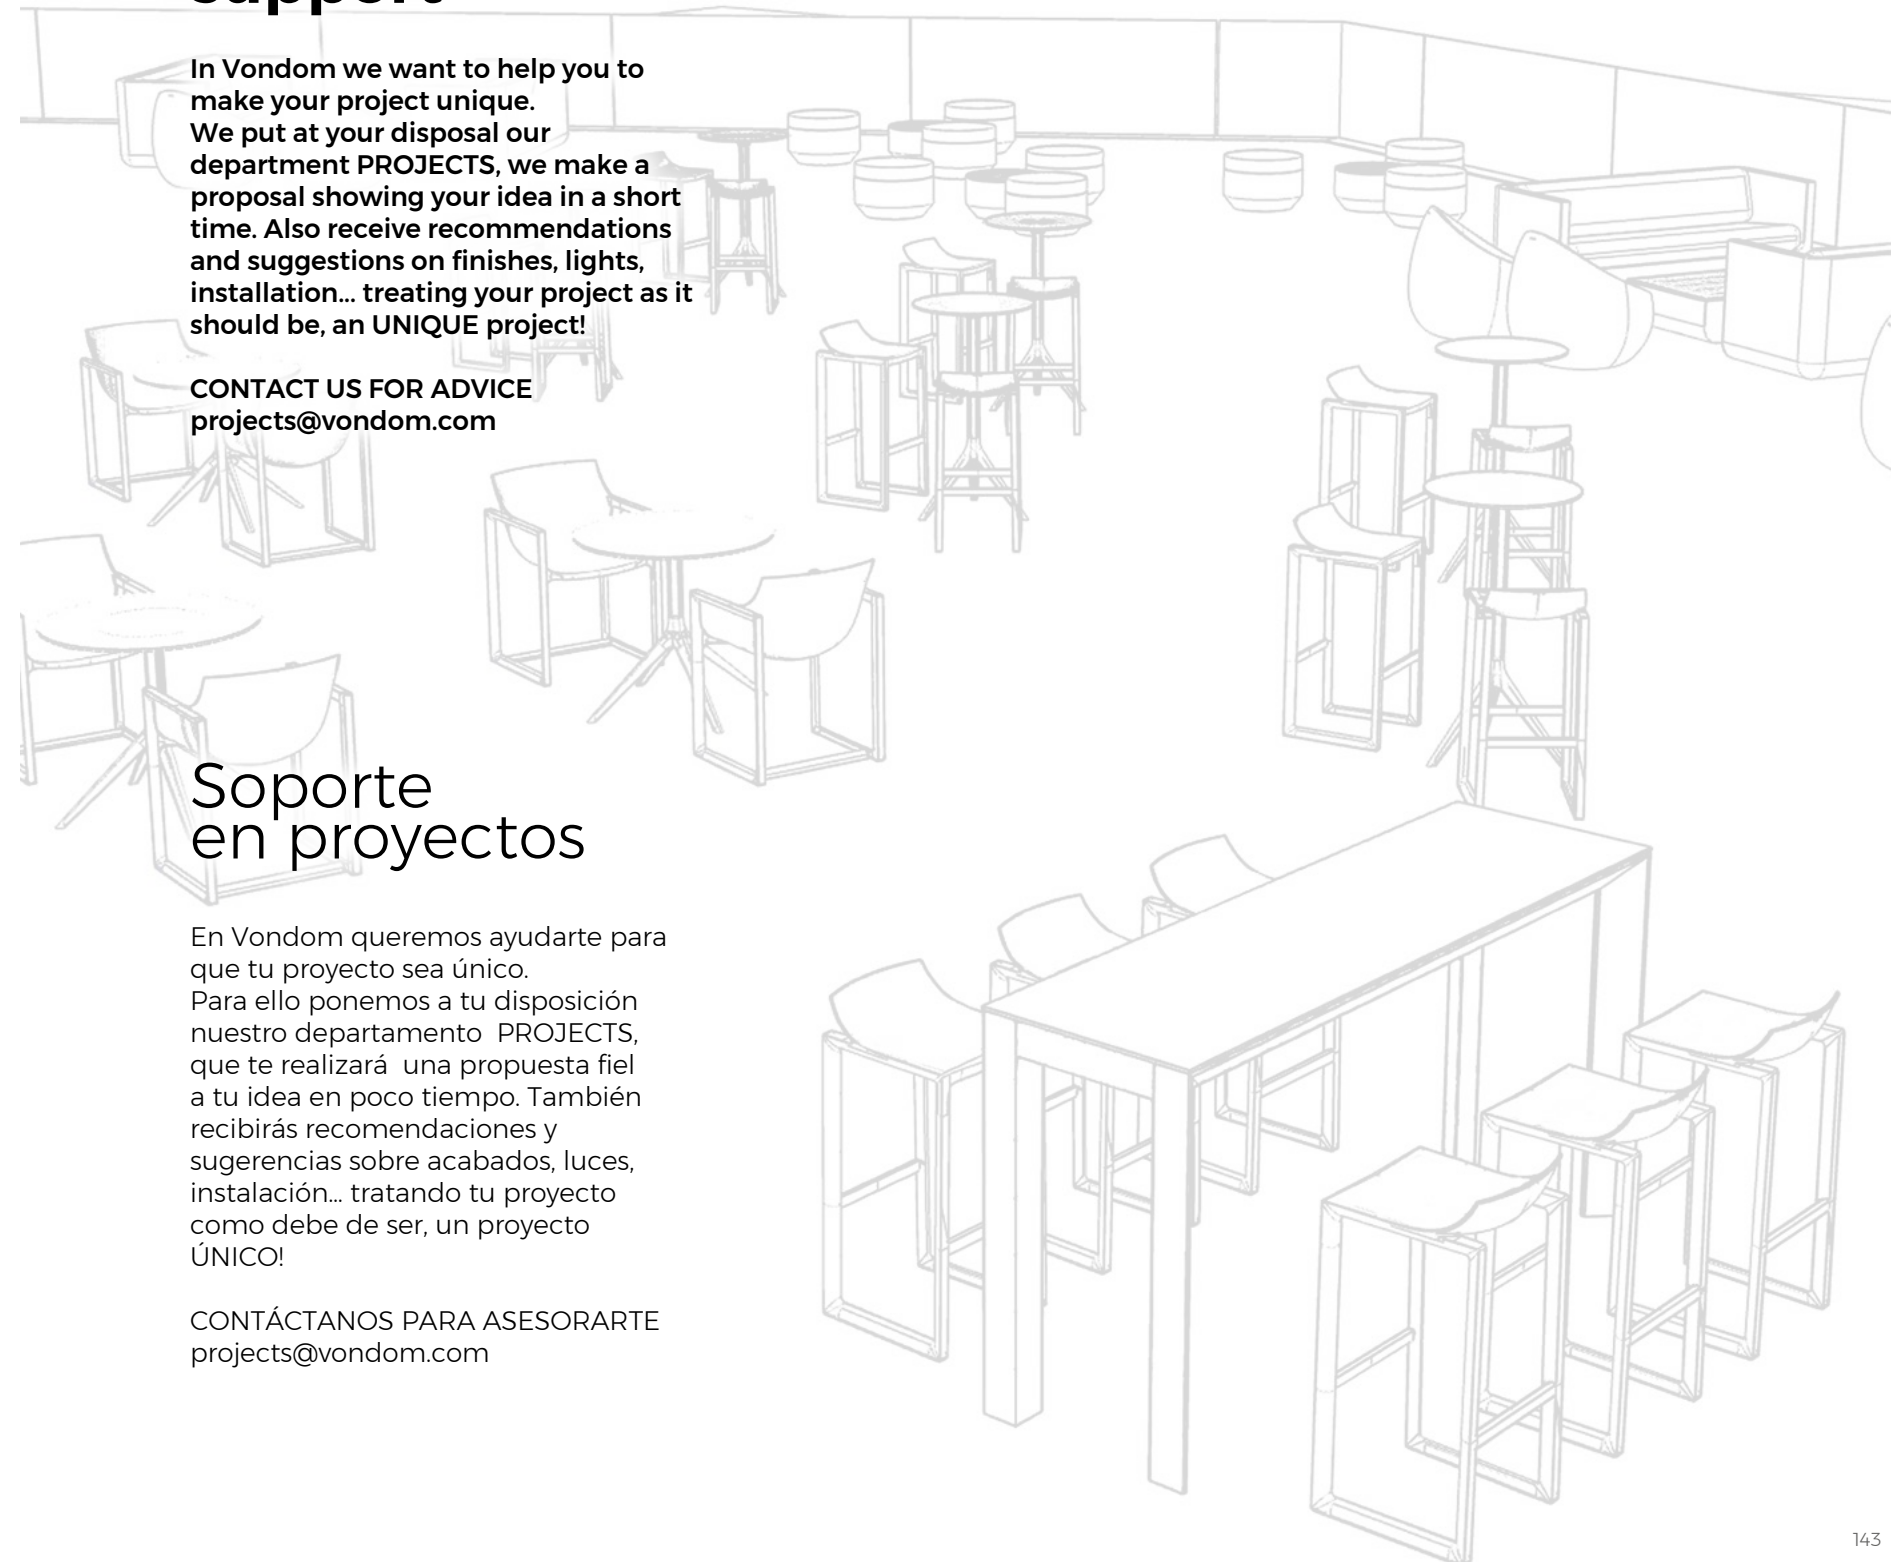 support
In Vondom we want to help you to
make your project unique.
We put at your disposal our
department PROJECTS, we make a
proposal showing your idea in a short
time. Also receive recommendations
and suggestions on finishes, lights,
installation... treating your project as it
should be, an UNIQUE project!
CONTACT US FOR ADVICE
projects@vondom.com
Soporte
en proyectos
En Vondom queremos ayudarte para
que tu proyecto sea único.
Para ello ponemos a tu disposición
nuestro departamento PROJECTS,
que te realizará una propuesta fiel
a tu idea en poco tiempo. También
recibirás recomendaciones y
sugerencias sobre acabados, luces,
instalación... tratando tu proyecto
como debe de ser, un proyecto
ÚNICO!
CONTÁCTANOS PARA ASESORARTE
projects@vondom.com
143